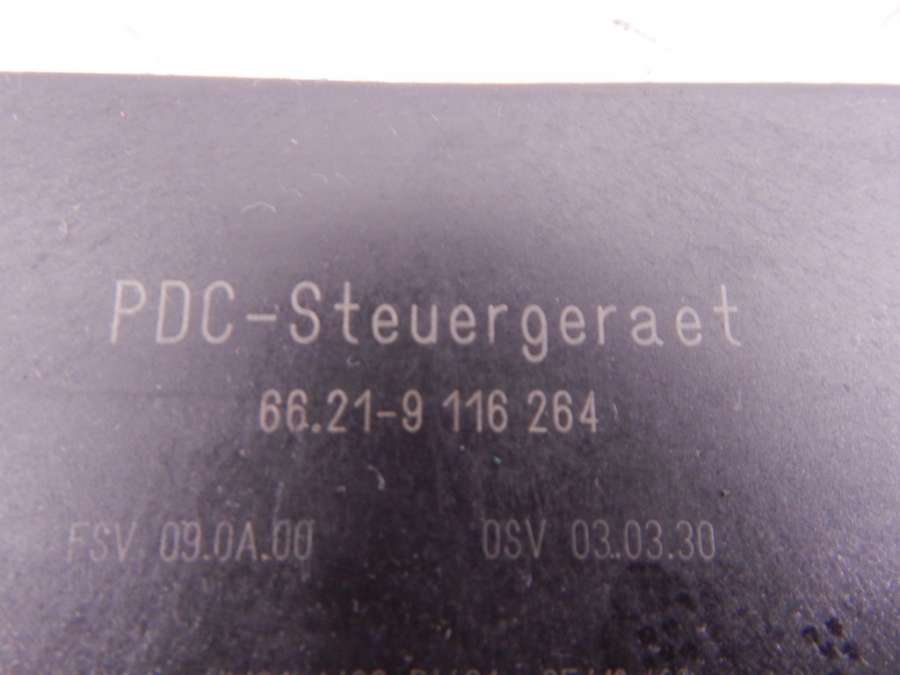 PDC-Steuergeraet
66.21-9 116 264
FSV 09.0A.00 OSV 03.03.30